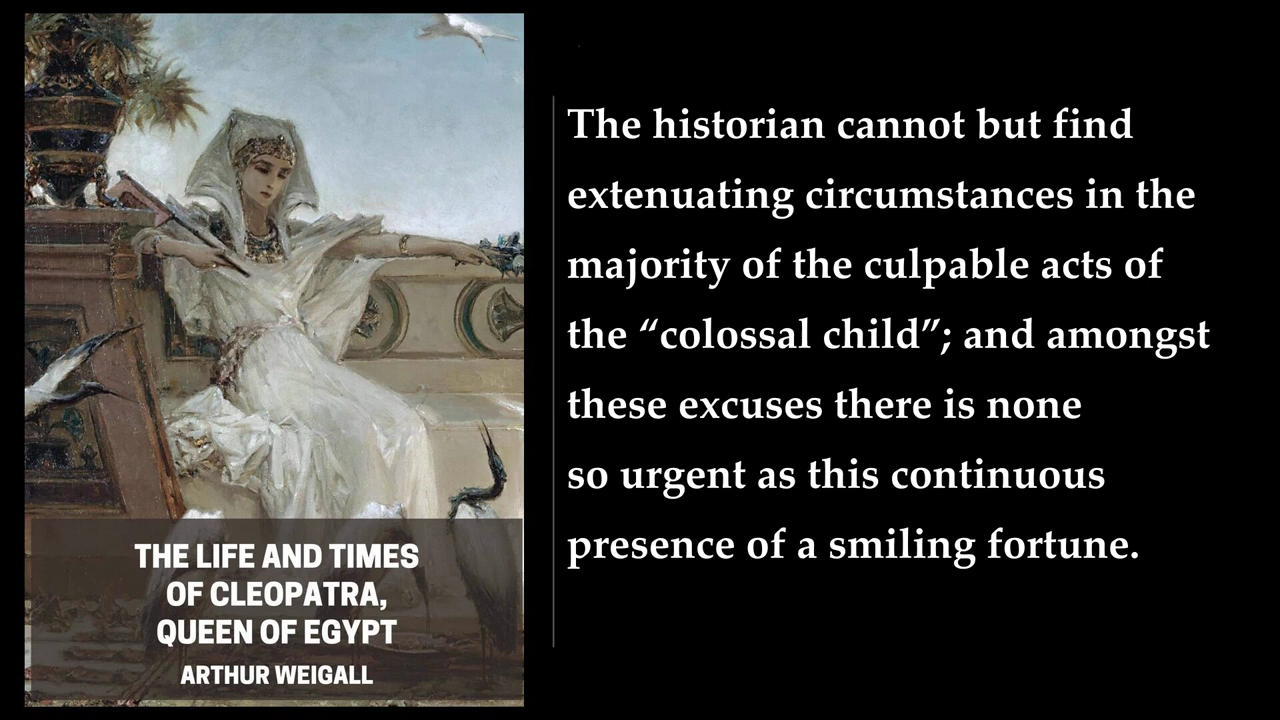 THE LIFE AND TIMES
OF CLEOPATRA,
QUEEN OF EGYPT
ARTHUR WEIGALL
The historian cannot but find
extenuating circumstances in the
majority of the culpable acts of
the “colossal child”; and amongst
these excuses there is none
so urgent as this continuous
presence of a smiling fortune.